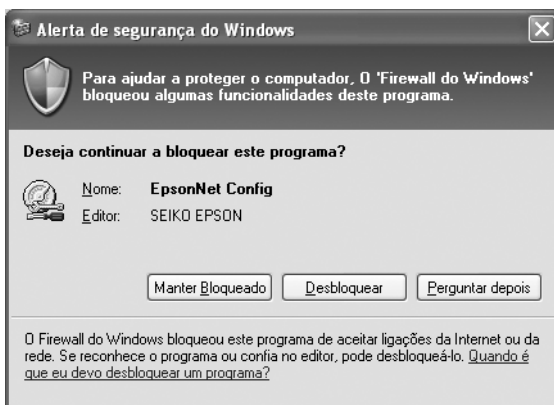 Alerta de segurança do Windows
Para ajudar a proteger o computador, O 'Firewall do Windows'
bloqueou algumas funcionalidades deste programa.
Deseja continuar a bloquear este programa?
Nome: EpsonNet Config
Editor: SEIKO EPSON
Manter Bloqueado Desbloquear Perguntar depois
O Firewall do Windows bloqueou este programa de aceitar ligações da Internet ou da
rede. Se reconhece o programa ou confia no editor, pode desbloqueá-lo. Quando é
que eu devo desbloquear um programa?